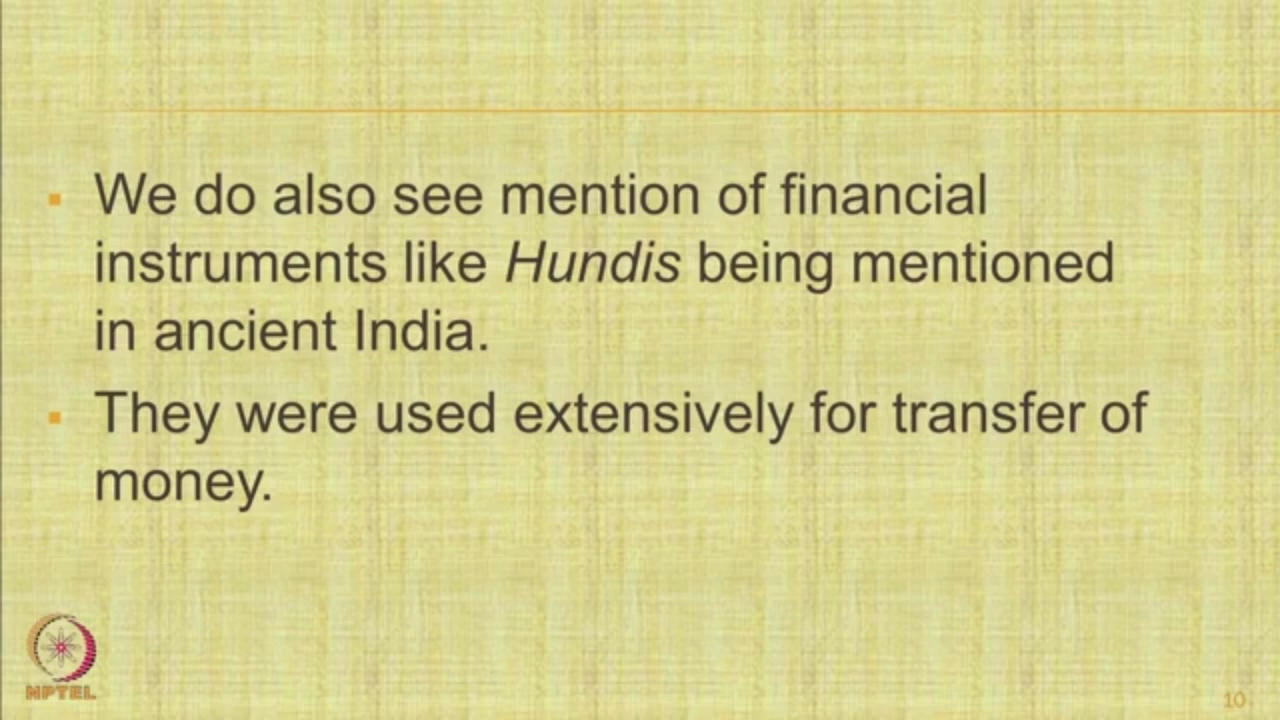 We do also see mention of financial
instruments like Hundis being mentioned
in ancient India.
They were used extensively for transfer of
money.
NPTEL
10